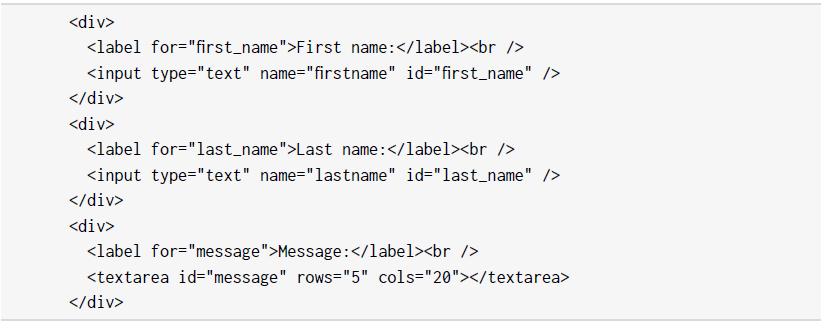 <div>
<label for="first_name">First name:</label><br />
<input type="text" name="firstname" id="first_name" />
</div>
<div>
<label for="last_name">Last name:</label><br />
<input type="text" name="lastname" id="last_name" />
</div>
<div>
<label for="message">Message:</label><br />
<textarea id="message" rows="5" cols="20"></textarea>
</div>